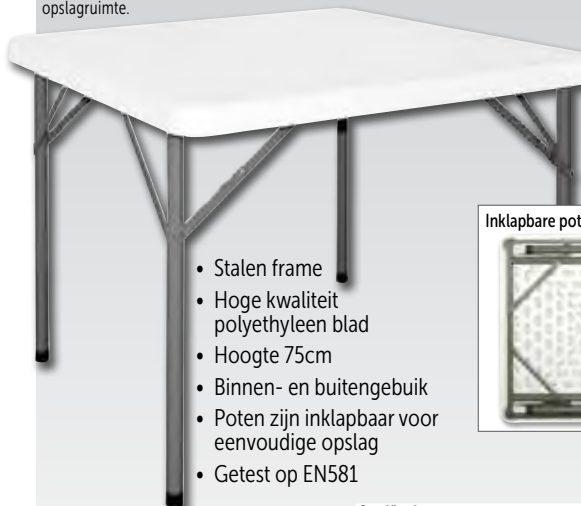 opslagruimte.
• Stalen frame
• Hoge kwaliteit
polyethyleen blad
• Hoogte 75cm
• Binnen- en buitengebuik
• Poten zijn inklapbaar voor
eenvoudige opslag
• Getest op EN581
Inklapbare